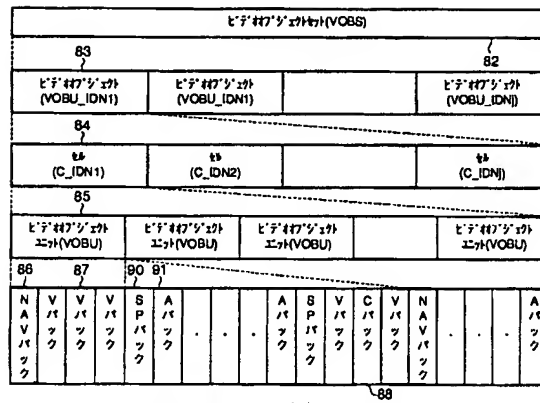 ビデオオブジェクトセット(VOBS)
83
82
ビデオオブジェクト
(VOBU_IDN1)
ビデオオブジェクト
(VOBU_IDN1)
ビデオオブジェクト
(VOBU_IDNj)
84
セル
(C_IDN1)
セル
(C_IDN2)
セル
(C_IDNj)
85
ビデオオブジェクト
ユニット(VOBU)
ビデオオブジェクト
ユニット(VOBU)
ビデオオブジェクト
ユニット(VOBU)
ビデオオブジェクト
ユニット(VOBU)
86
87
90
91
NAVパック
Vパック
Vパック
Vパック
SPパック
Aパック
・
・
・
Aパック
SPパック
Vパック
Cパック
Vパック
NAVパック
・
・
・
Aパック
88